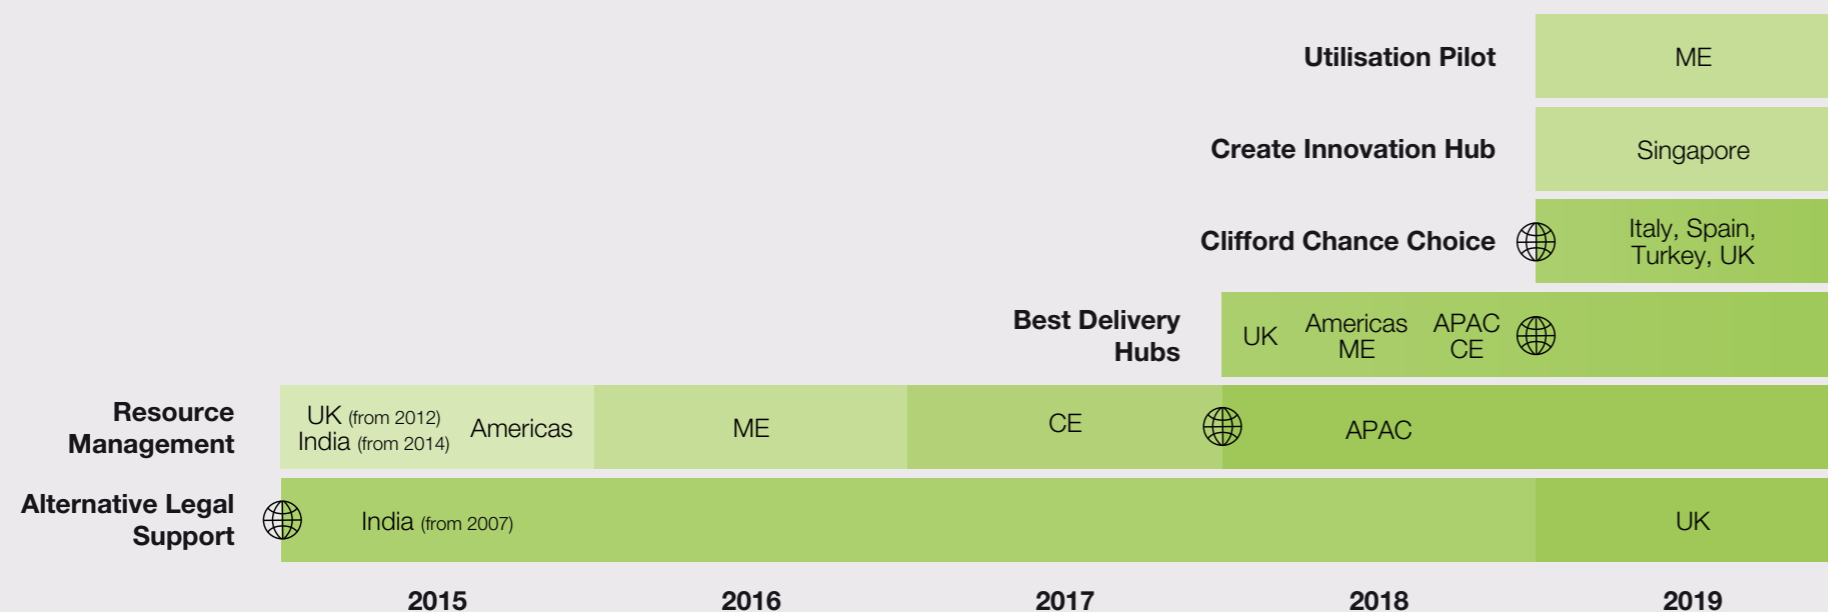 Utilisation Pilot
ME
Create Innovation Hub
Singapore
Clifford Chance Choice
Italy, Spain,
Turkey, UK
Best Delivery
Hubs
UK
Americas
ME
APAC
CE
Resource
Management
UK (from 2012)
India (from 2014)
Americas
ME
CE
APAC
Alternative Legal
Support
India (from 2007)
UK
2015
2016
2017
2018
2019